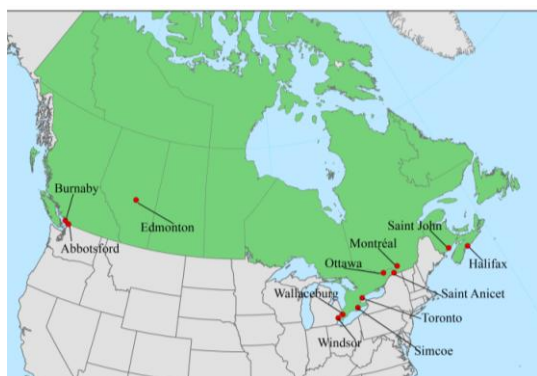 Burnaby
Edmonton
Abbotsford
Saint John
Montréal
Halifax
Ottawa
Wallaceburg
Saint Anicet
Toronto
Windsor
Simcoe